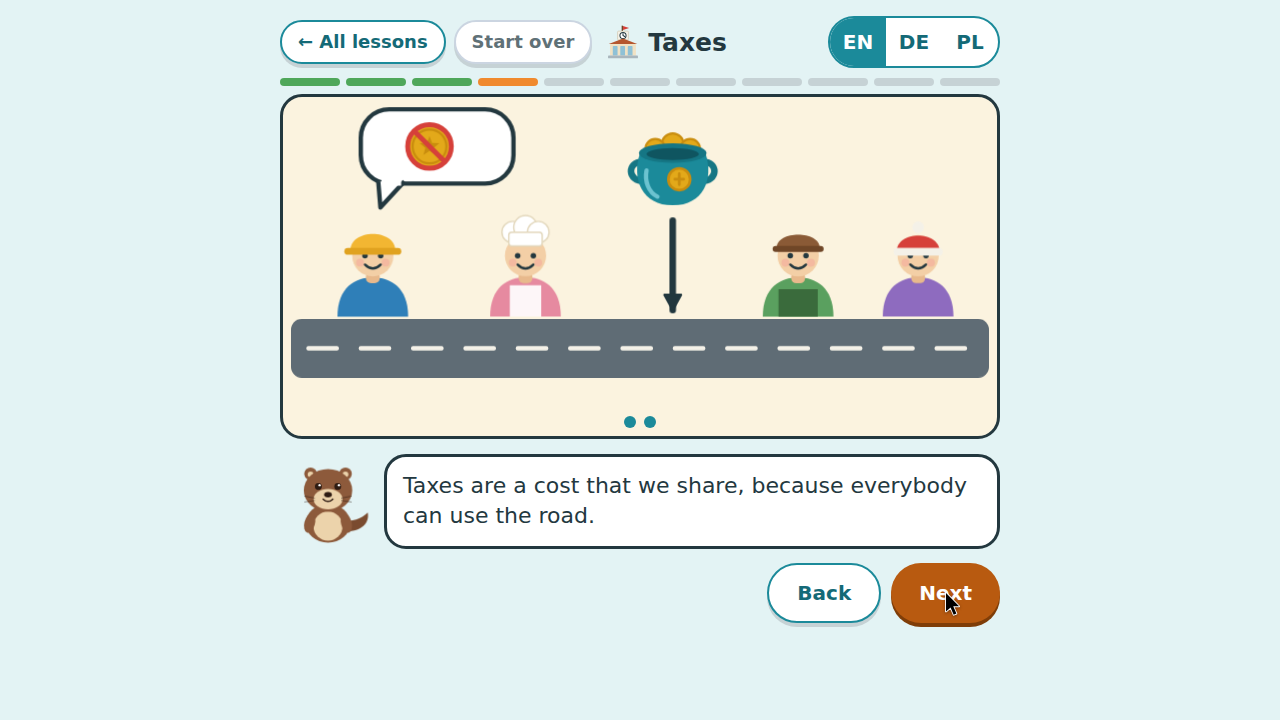 ← All lessons
Start over
Taxes
EN DE PL
Taxes are a cost that we share, because everybody
can use the road.
Back
Next